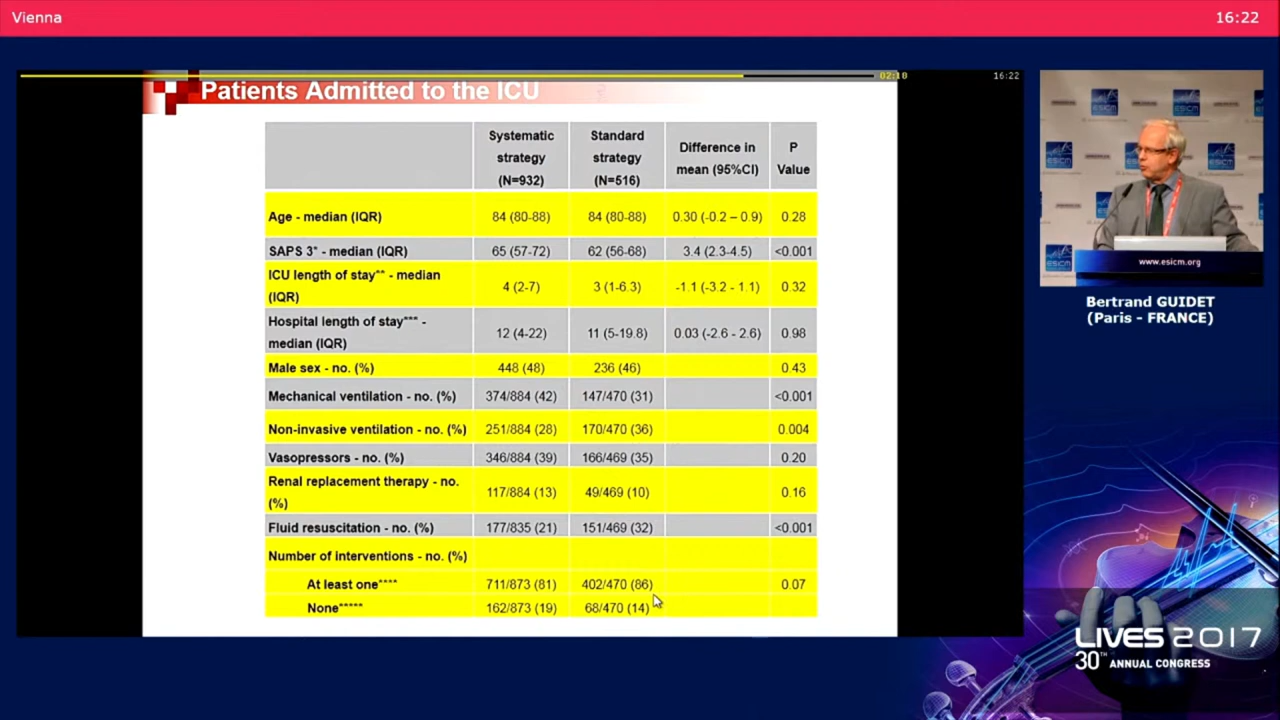 Vienna
16:22
02:18
16:22
Patients Admitted to the ICU
Systematic strategy (N=932)
Standard strategy (N=516)
Difference in mean (95%CI)
P Value
Age - median (IQR) 84 (80-88) 84 (80-88) 0.30 (-0.2 – 0.9) 0.28
SAPS 3* - median (IQR) 65 (57-72) 62 (56-68) 3.4 (2.3-4.5) <0.001
ICU length of stay** - median (IQR) 4 (2-7) 3 (1-6.3) -1.1 (-3.2 - 1.1) 0.32
Hospital length of stay*** - median (IQR) 12 (4-22) 11 (5-19.8) 0.03 (-2.6 - 2.6) 0.98
Male sex - no. (%) 448 (48) 236 (46) 0.43
Mechanical ventilation - no. (%) 374/884 (42) 147/470 (31) <0.001
Non-invasive ventilation - no. (%) 251/884 (28) 170/470 (36) 0.004
Vasopressors - no. (%) 346/884 (39) 166/469 (35) 0.20
Renal replacement therapy - no. (%) 117/884 (13) 49/469 (10) 0.16
Fluid resuscitation - no. (%) 177/835 (21) 151/469 (32) <0.001
Number of interventions - no. (%)
At least one**** 711/873 (81) 402/470 (86) 0.07
None***** 162/873 (19) 68/470 (14)
ESICM
www.esicm.org
Bertrand GUIDET
(Paris - FRANCE)
LIVES 2017
30TH ANNUAL CONGRESS